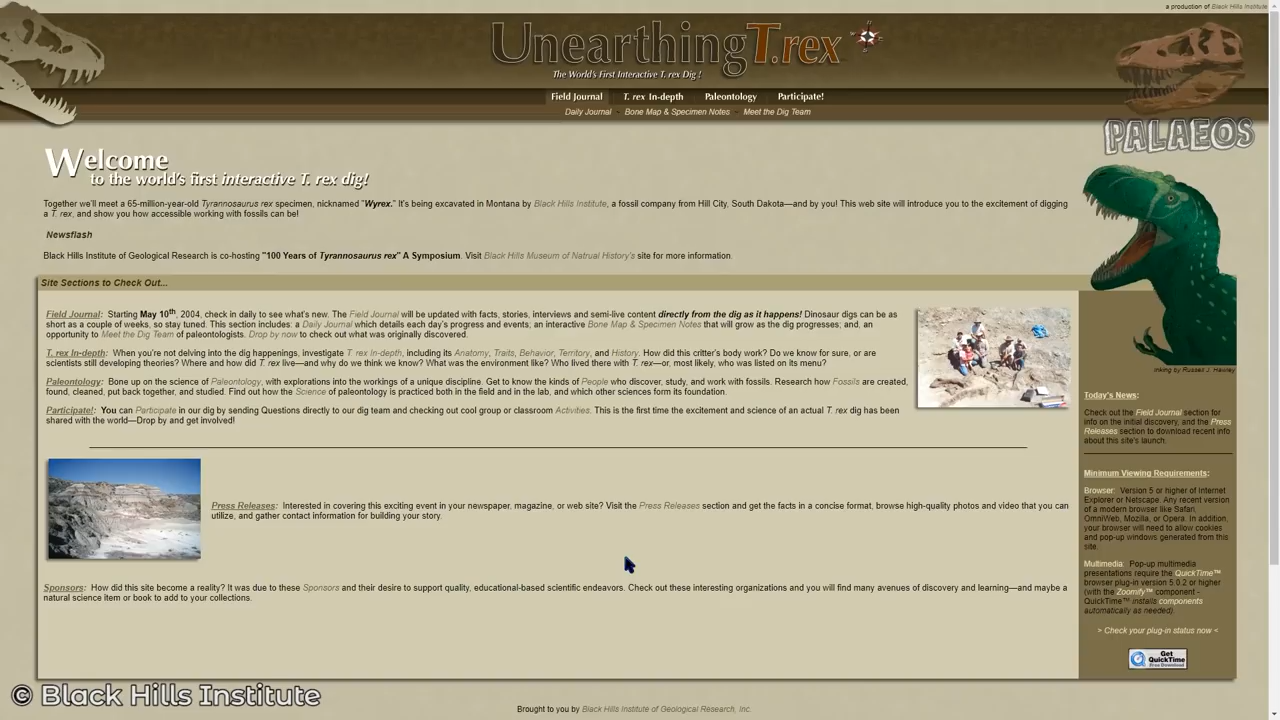 a production of Black Hills Institute
Unearthing T.rex
The World's First Interactive T. rex Dig !
Field Journal T. rex In-depth Paleontology Participate!
Daily Journal ~ Bone Map & Specimen Notes ~ Meet the Dig Team
PALAEOS
Welcome
to the world's first interactive T. rex dig!
Together we'll meet a 65-million-year-old Tyrannosaurus rex specimen, nicknamed "Wyrex." It's being excavated in Montana by Black Hills Institute, a fossil company from Hill City, South Dakota—and by you! This web site will introduce you to the excitement of digging
a T. rex, and show you how accessible working with fossils can be!
Newsflash
Black Hills Institute of Geological Research is co-hosting "100 Years of Tyrannosaurus rex" A Symposium. Visit Black Hills Museum of Natrual History's site for more information.
Site Sections to Check Out...
Field Journal: Starting May 10th, 2004, check in daily to see what's new. The Field Journal will be updated with facts, stories, interviews and semi-live content directly from the dig as it happens! Dinosaur digs can be as
short as a couple of weeks, so stay tuned. This section includes: a Daily Journal which details each day's progress and events; an interactive Bone Map & Specimen Notes that will grow as the dig progresses; and, an
opportunity to Meet the Dig Team of paleontologists. Drop by now to check out what was originally discovered.
T. rex In-depth: When you're not delving into the dig happenings, investigate T. rex In-depth, including its Anatomy, Traits, Behavior, Territory, and History. How did this critter's body work? Do we know for sure, or are
scientists still developing theories? Where and how did T. rex live—and why do we think we know? What was the environment like? Who lived there with T. rex—or, most likely, who was listed on its menu?
Paleontology: Bone up on the science of Paleontology, with explorations into the workings of a unique discipline. Get to know the kinds of People who discover, study, and work with fossils. Research how Fossils are created,
found, cleaned, put back together, and studied. Find out how the Science of paleontology is practiced both in the field and in the lab, and which other sciences form its foundation.
Participate!: You can Participate in our dig by sending Questions directly to our dig team and checking out cool group or classroom Activities. This is the first time the excitement and science of an actual T. rex dig has been
shared with the world—Drop by and get involved!
Press Releases: Interested in covering this exciting event in your newspaper, magazine, or web site? Visit the Press Releases section and get the facts in a concise format, browse high-quality photos and video that you can
utilize, and gather contact information for building your story.
Sponsors: How did this site become a reality? It was due to these Sponsors and their desire to support quality, educational-based scientific endeavors. Check out these interesting organizations and you will find many avenues of discovery and learning—and maybe a
natural science item or book to add to your collections.
Inking by Russell J. Hawley
Today's News:
Check out the Field Journal section for
info on the initial discovery, and the Press
Releases section to download recent info
about this site's launch.
Minimum Viewing Requirements:
Browser: Version 5 or higher of Internet
Explorer or Netscape. Any recent version
of a modern browser like Safari,
OmniWeb, Mozilla, or Opera. In addition,
your browser will need to allow cookies
and pop-up windows generated from this
site.
Multimedia: Pop-up multimedia
presentations require the QuickTime™
browser plug-in version 5.0.2 or higher
(with the Zoomify™ component -
QuickTime™ installs components
automatically as needed).
> Check your plug-in status now <
Get
QuickTime
Free Download
© Black Hills Institute
Brought to you by Black Hills Institute of Geological Research, Inc.